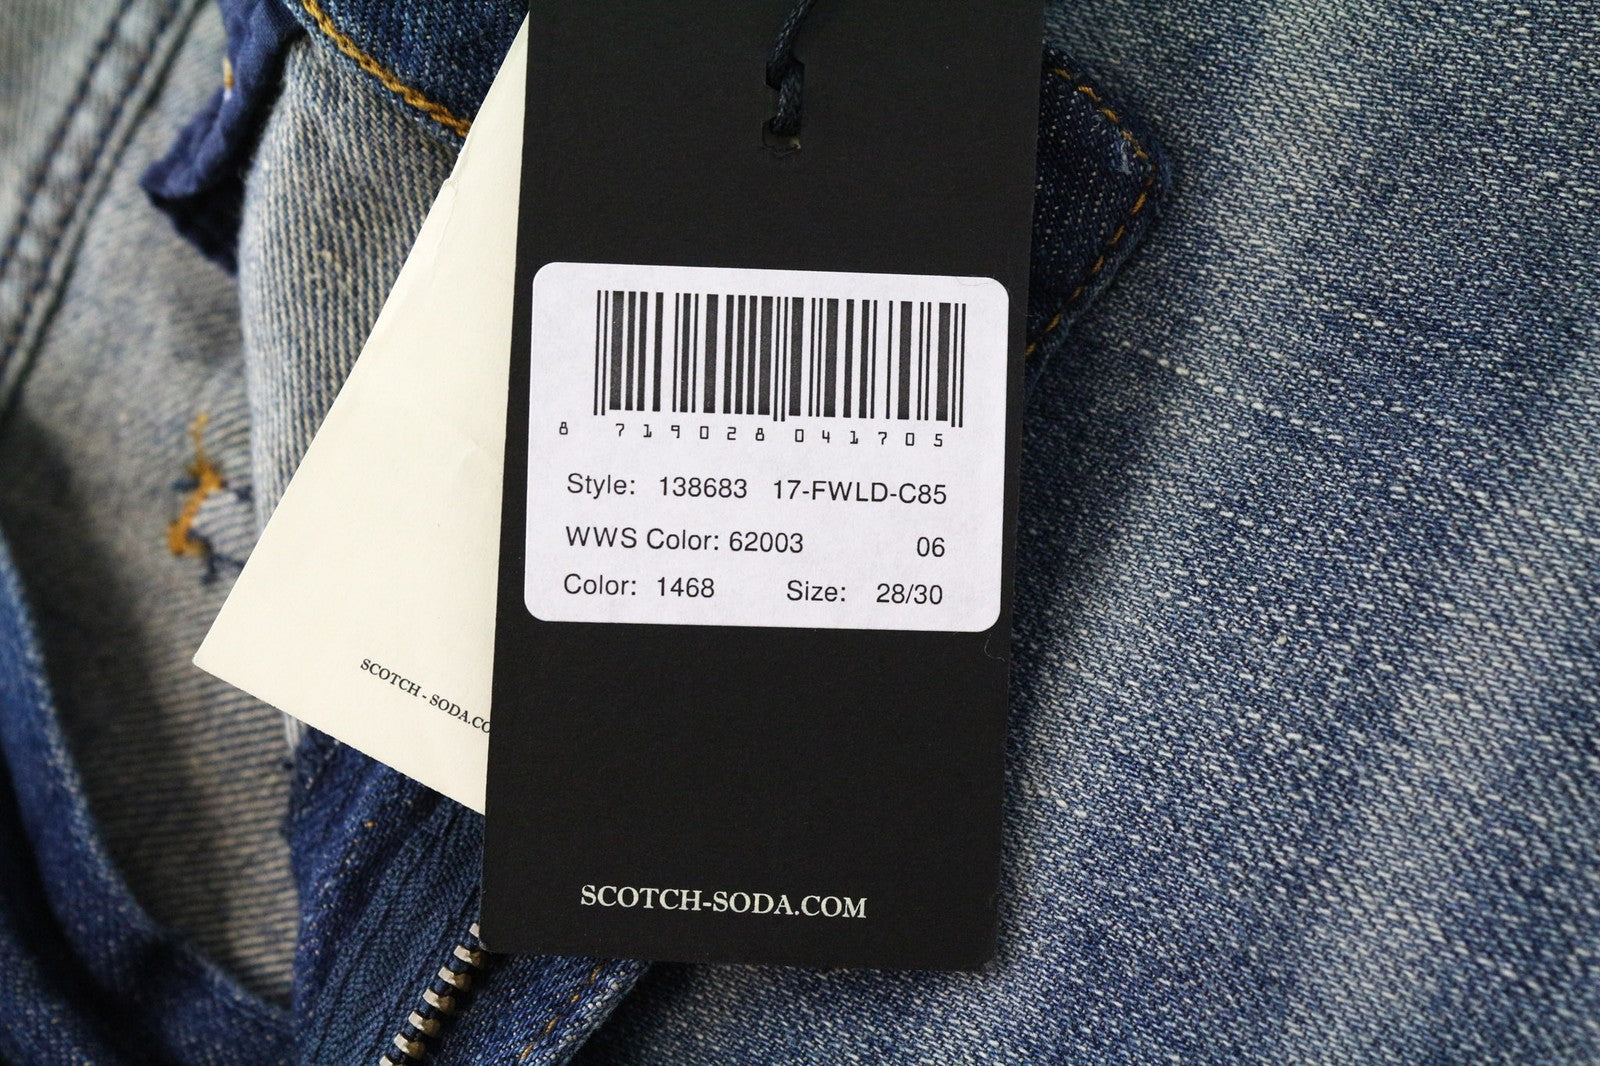 8 719028 041705
Style: 138683 17-FWLD-C85
WWS Color: 62003 06
Color: 1468 Size: 28/30
SCOTCH - SODA.CO
SCOTCH-SODA.COM